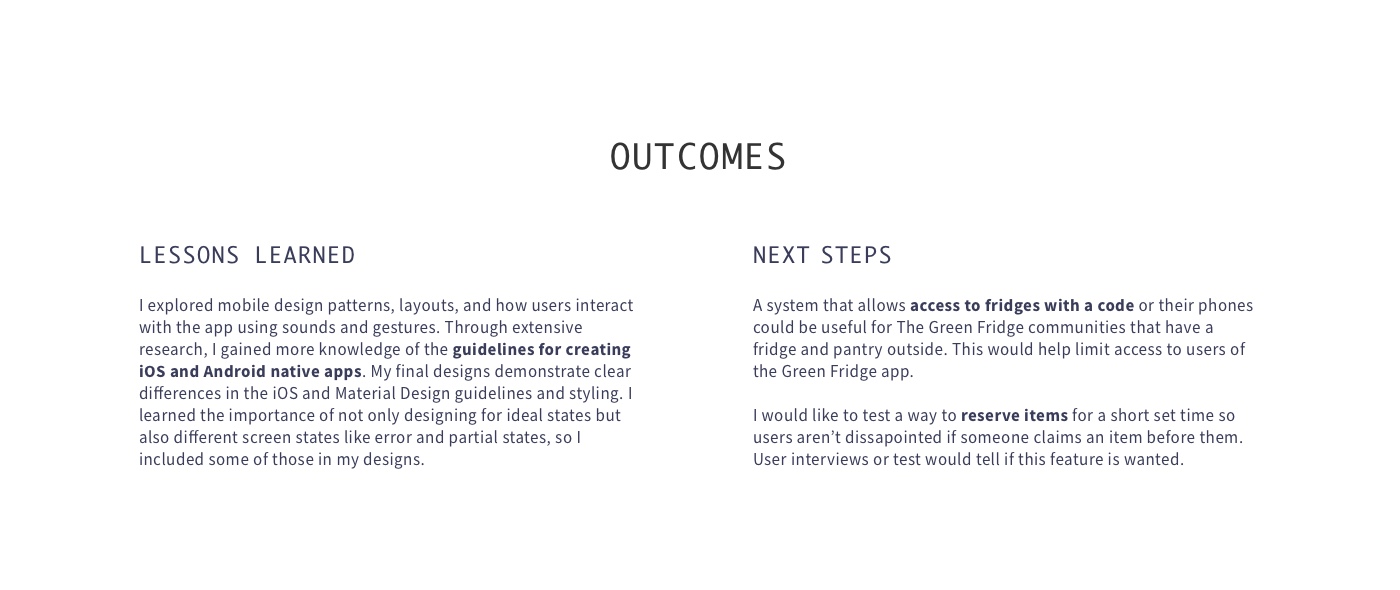 OUTCOMES
LESSONS LEARNED
I explored mobile design patterns, layouts, and how users interact
with the app using sounds and gestures. Through extensive
research, I gained more knowledge of the guidelines for creating
iOS and Android native apps. My final designs demonstrate clear
differences in the iOS and Material Design guidelines and styling. I
learned the importance of not only designing for ideal states but
also different screen states like error and partial states, so I
included some of those in my designs.
NEXT STEPS
A system that allows access to fridges with a code or their phones
could be useful for The Green Fridge communities that have a
fridge and pantry outside. This would help limit access to users of
the Green Fridge app.
I would like to test a way to reserve items for a short set time so
users aren’t dissapointed if someone claims an item before them.
User interviews or test would tell if this feature is wanted.